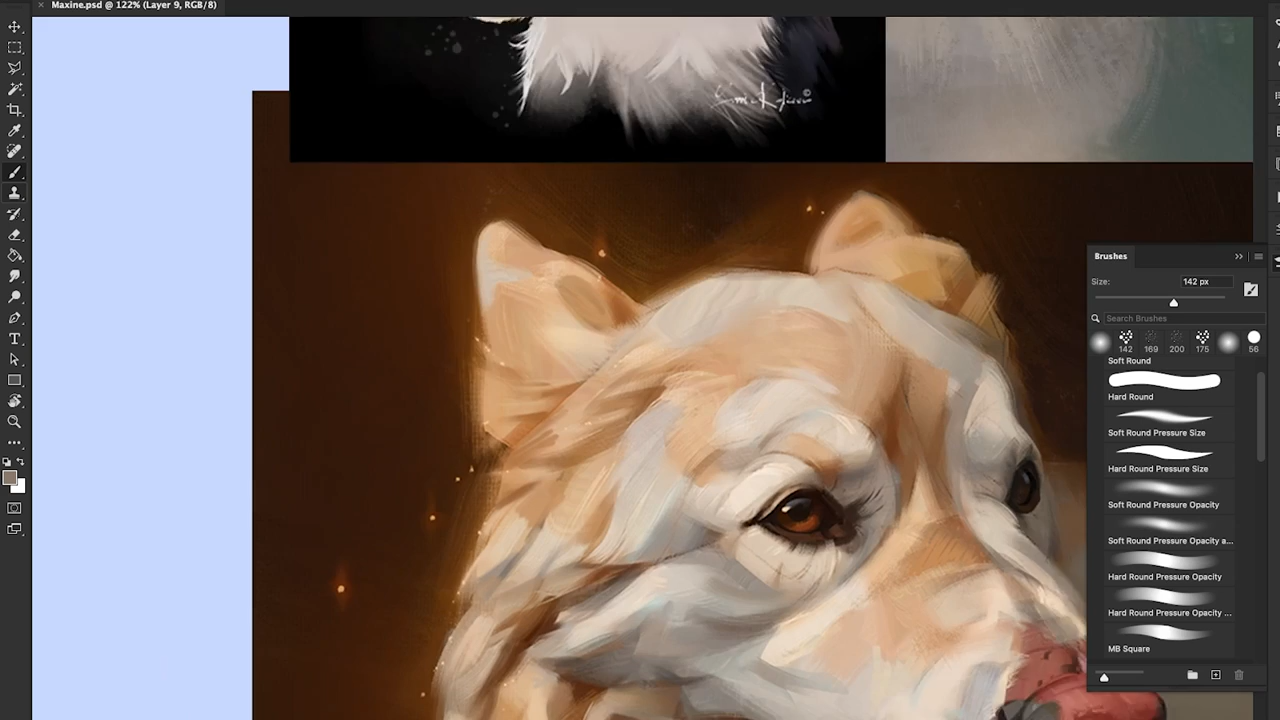 × Maxine.psd @ 122% (Layer 9, RGB/8)
Brushes
Size: 142 px
Search Brushes
142 169 200 175 56
Soft Round
Hard Round
Soft Round Pressure Size
Hard Round Pressure Size
Soft Round Pressure Opacity
Soft Round Pressure Opacity a...
Hard Round Pressure Opacity
Hard Round Pressure Opacity ...
MB Square